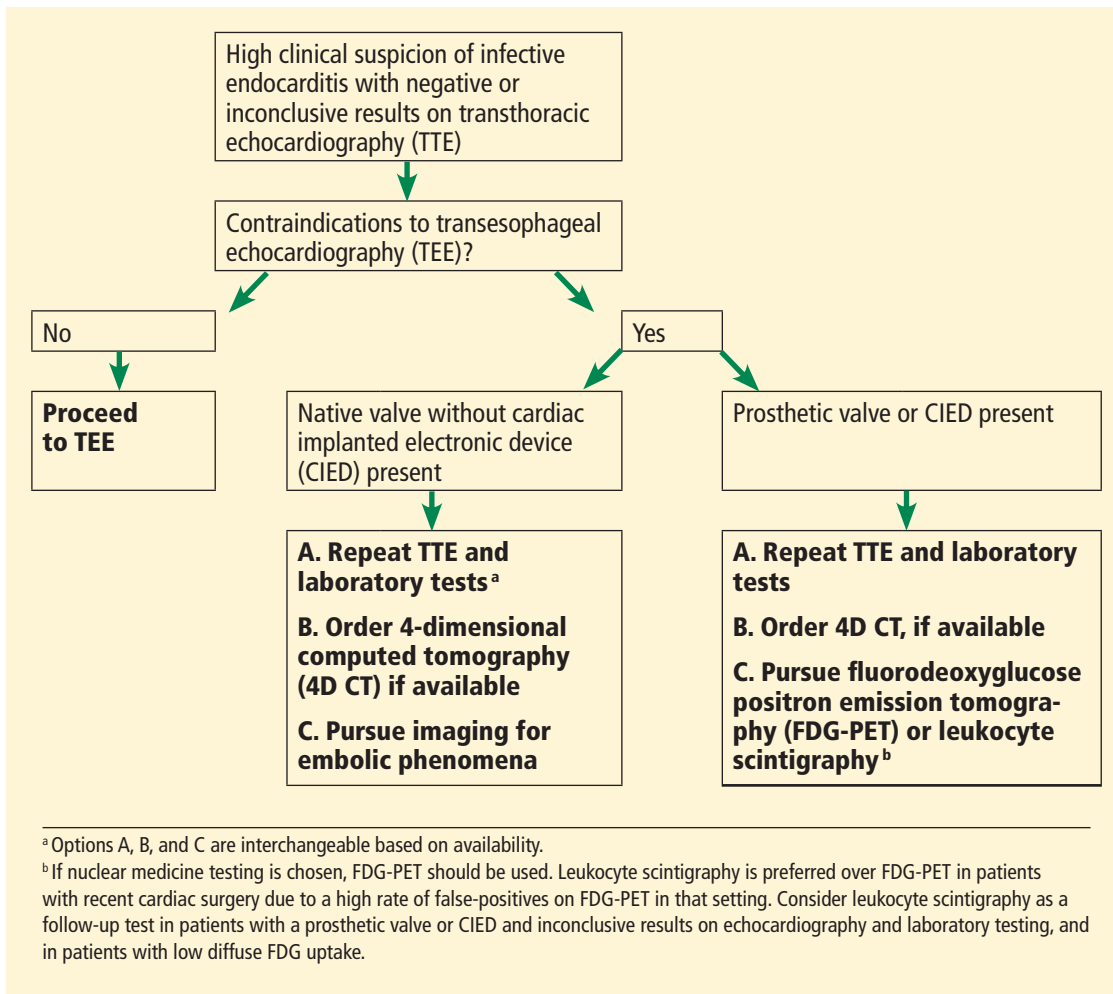 High clinical suspicion of infective
endocarditis with negative or
inconclusive results on transthoracic
echocardiography (TTE)
Contraindications to transesophageal
echocardiography (TEE)?
No
Yes
Proceed
to TEE
Native valve without cardiac
implanted electronic device
(CIED) present
Prosthetic valve or CIED present
A. Repeat TTE and
laboratory tests a
B. Order 4-dimensional
computed tomography
(4D CT) if available
C. Pursue imaging for
embolic phenomena
A. Repeat TTE and laboratory
tests
B. Order 4D CT, if available
C. Pursue fluorodeoxyglucose
positron emission tomogra-
phy (FDG-PET) or leukocyte
scintigraphy b
a Options A, B, and C are interchangeable based on availability.
b If nuclear medicine testing is chosen, FDG-PET should be used. Leukocyte scintigraphy is preferred over FDG-PET in patients
with recent cardiac surgery due to a high rate of false-positives on FDG-PET in that setting. Consider leukocyte scintigraphy as a
follow-up test in patients with a prosthetic valve or CIED and inconclusive results on echocardiography and laboratory testing, and
in patients with low diffuse FDG uptake.